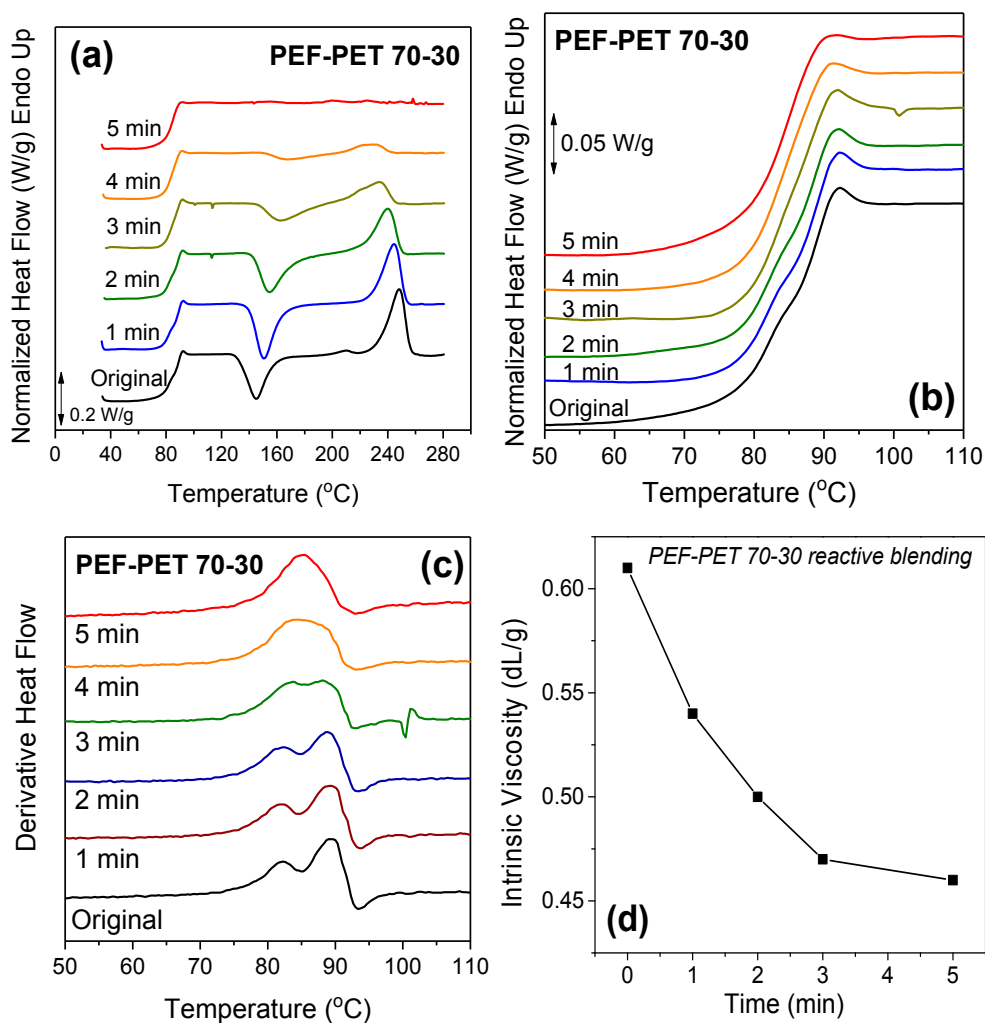 (a)
PEF-PET 70-30
Normalized Heat Flow (W/g) Endo Up
5 min
4 min
3 min
2 min
1 min
Original
0.2 W/g
0 40 80 120 160 200 240 280
Temperature (°C)
PEF-PET 70-30
Normalized Heat Flow (W/g) Endo Up
0.05 W/g
5 min
4 min
3 min
2 min
1 min
Original
(b)
50 60 70 80 90 100 110
Temperature (°C)
PEF-PET 70-30
(c)
Derivative Heat Flow
5 min
4 min
3 min
2 min
1 min
Original
50 60 70 80 90 100 110
Temperature (°C)
PEF-PET 70-30 reactive blending
Intrinsic Viscosity (dL/g)
0.60
0.55
0.50
0.45
(d)
0 1 2 3 4 5
Time (min)